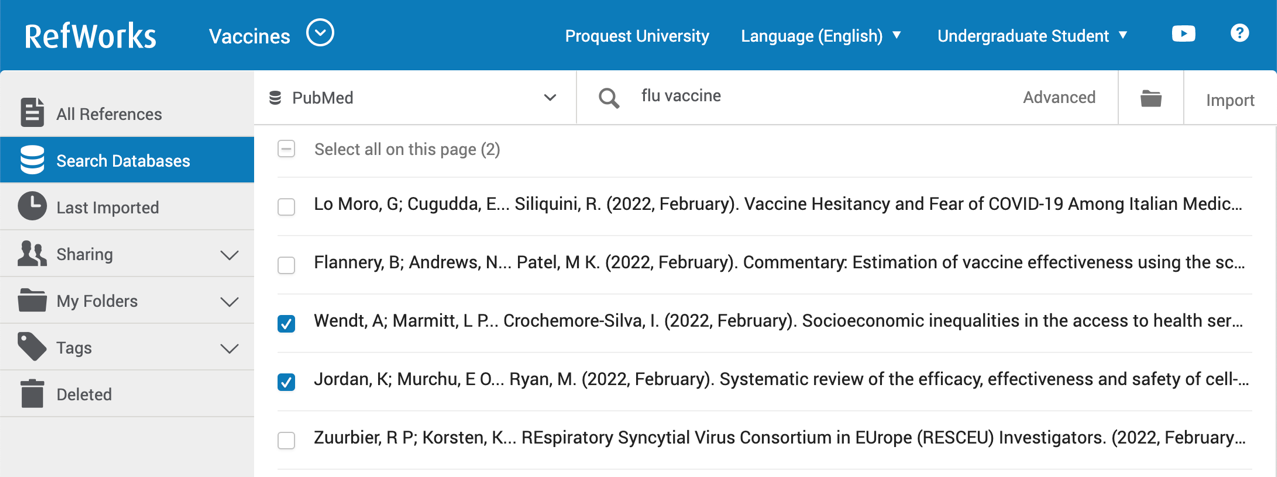 RefWorks
Vaccines
Proquest University
Language (English)
Undergraduate Student
All References
Search Databases
Last Imported
Sharing
My Folders
Tags
Deleted
PubMed
flu vaccine
Advanced
Import
Select all on this page (2)
Lo Moro, G; Cugudda, E... Siliquini, R. (2022, February). Vaccine Hesitancy and Fear of COVID-19 Among Italian Medic...
Flannery, B; Andrews, N... Patel, M K. (2022, February). Commentary: Estimation of vaccine effectiveness using the sc...
Wendt, A; Marmitt, L P... Crochemore-Silva, I. (2022, February). Socioeconomic inequalities in the access to health ser...
Jordan, K; Murchu, E O... Ryan, M. (2022, February). Systematic review of the efficacy, effectiveness and safety of cell-...
Zuurbier, R P; Korsten, K... REspiratory Syncytial Virus Consortium in EUrope (RESCEU) Investigators. (2022, February...